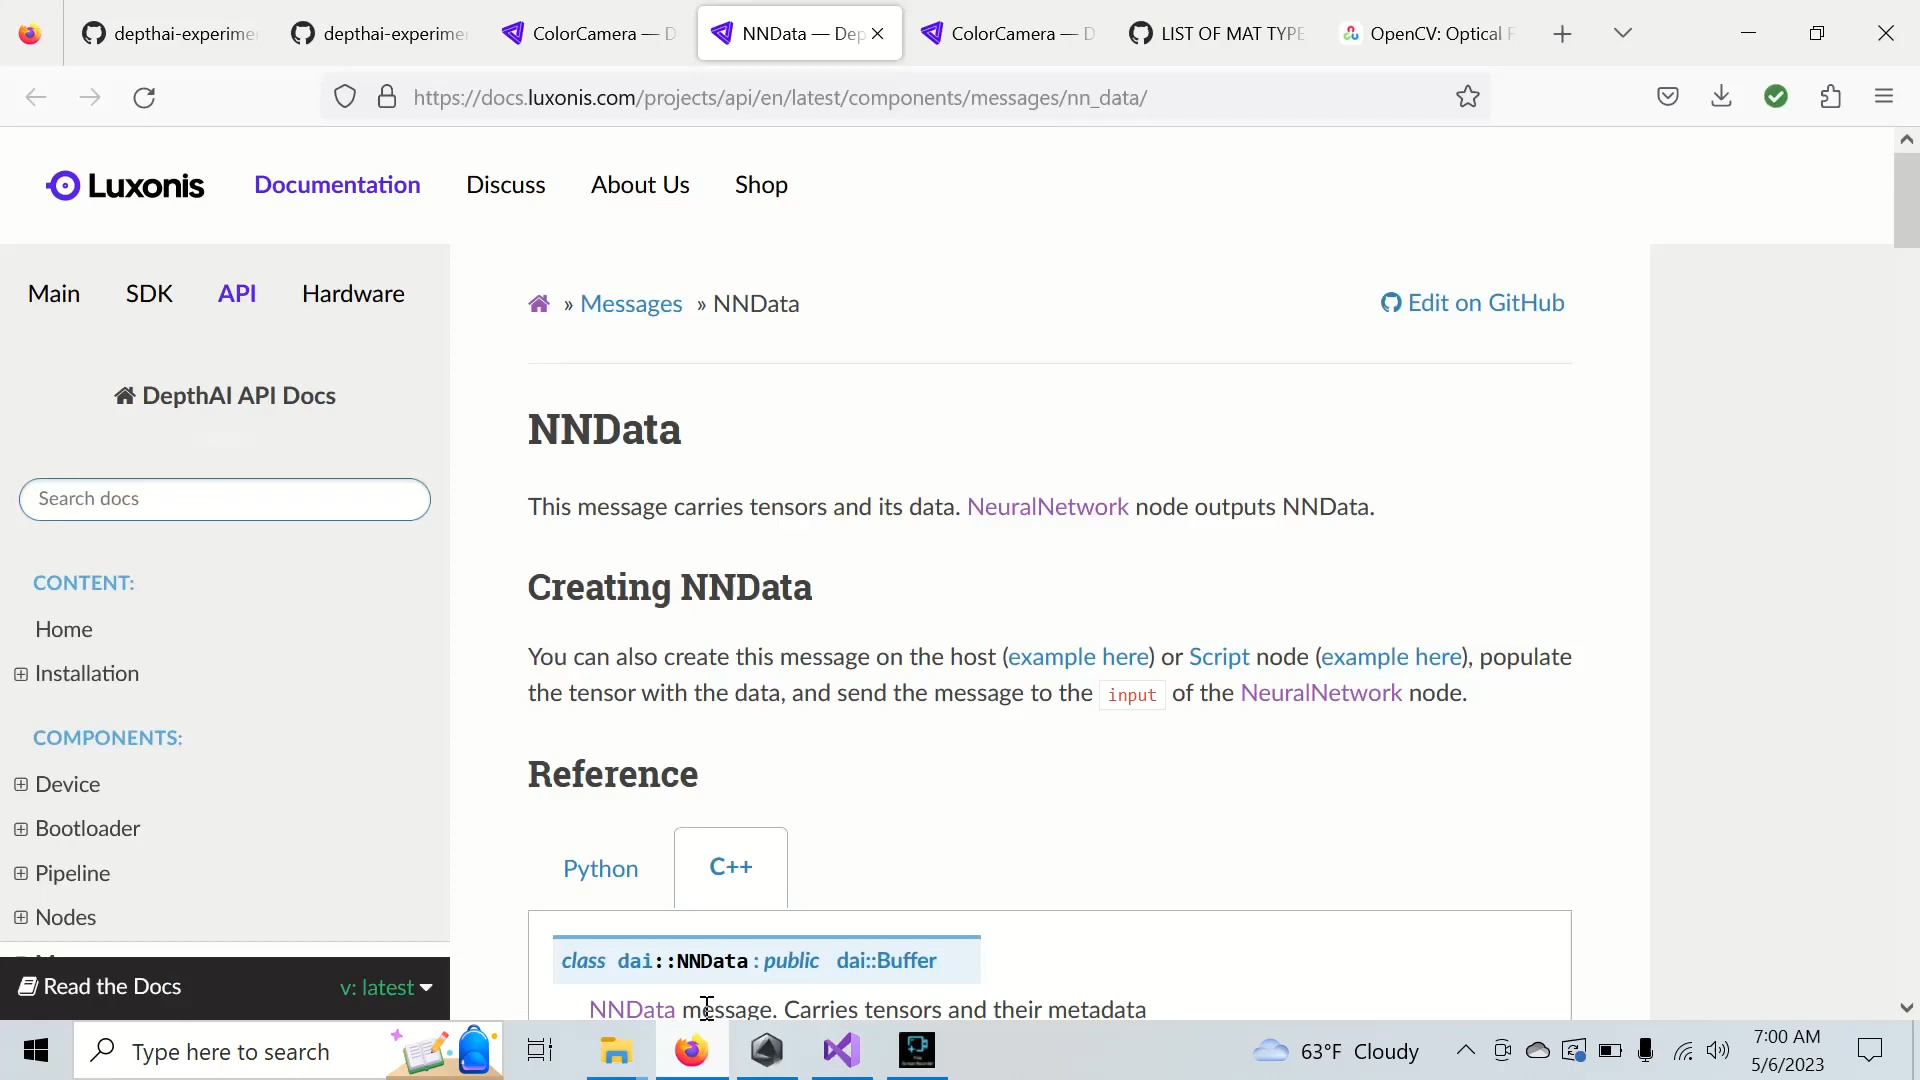 depthai-experime
depthai-experime
ColorCamera — D
NNData — Dep
ColorCamera — D
LIST OF MAT TYPE
OpenCV: Optical F
https://docs.luxonis.com/projects/api/en/latest/components/messages/nn_data/
Luxonis
Documentation
Discuss
About Us
Shop
Main
SDK
API
Hardware
DepthAI API Docs
Search docs
CONTENT:
Home
Installation
COMPONENTS:
Device
Bootloader
Pipeline
Nodes
Read the Docs
v: latest
» Messages » NNData
Edit on GitHub
NNData
This message carries tensors and its data. NeuralNetwork node outputs NNData.
Creating NNData
You can also create this message on the host (example here) or Script node (example here), populate
the tensor with the data, and send the message to the input of the NeuralNetwork node.
Reference
Python
C++
class dai::NNData : public dai::Buffer
NNData message. Carries tensors and their metadata
Type here to search
63°F Cloudy
7:00 AM
5/6/2023